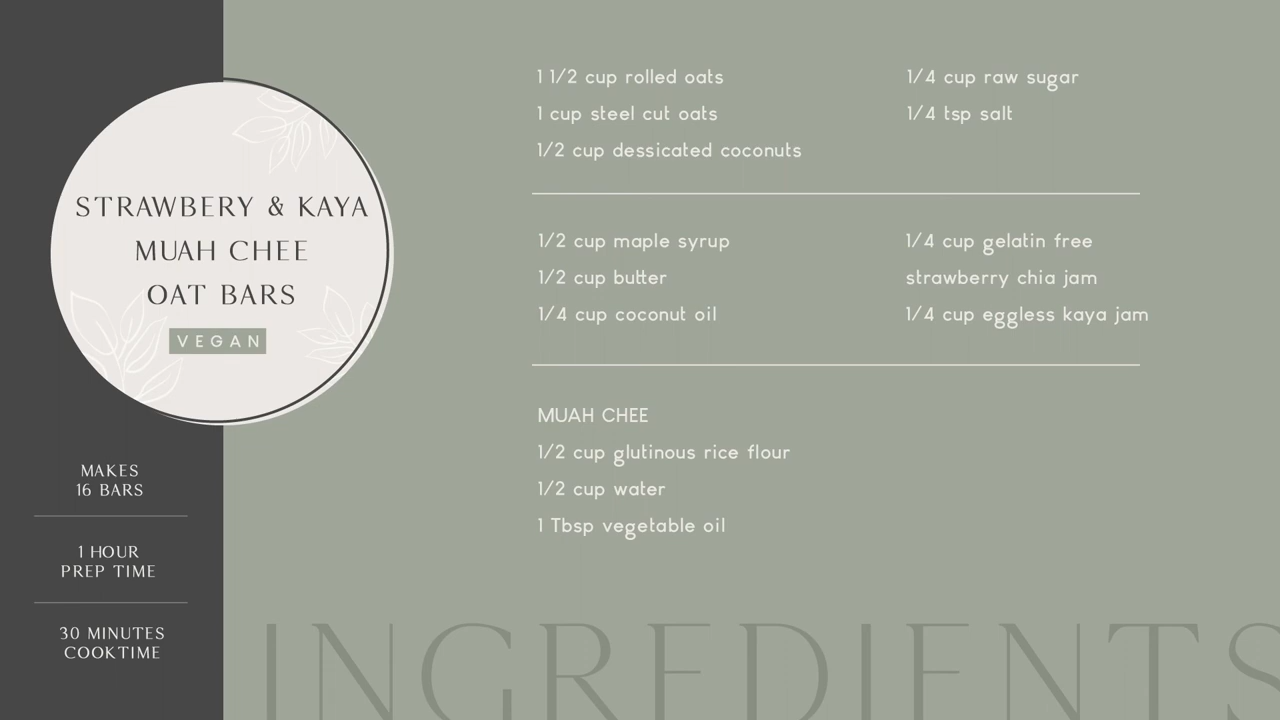 STRAWBERY & KAYA
MUAH CHEE
OAT BARS
VEGAN
MAKES
16 BARS
1 HOUR
PREP TIME
30 MINUTES
COOKTIME
1 1/2 cup rolled oats
1 cup steel cut oats
1/2 cup dessicated coconuts
1/4 cup raw sugar
1/4 tsp salt
1/2 cup maple syrup
1/2 cup butter
1/4 cup coconut oil
1/4 cup gelatin free
strawberry chia jam
1/4 cup eggless kaya jam
MUAH CHEE
1/2 cup glutinous rice flour
1/2 cup water
1 Tbsp vegetable oil
INGREDIENTS